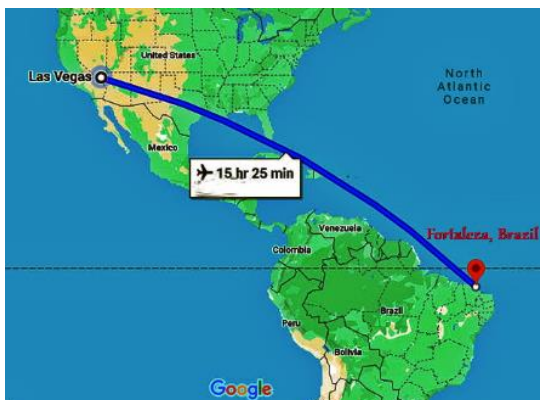 United States
Las Vegas
North
Atlantic
Ocean
Mexico
15 hr 25 min
Venezuela
Fortaleza, Brazil
Colombia
Brazil
Peru
Bolivia
Google